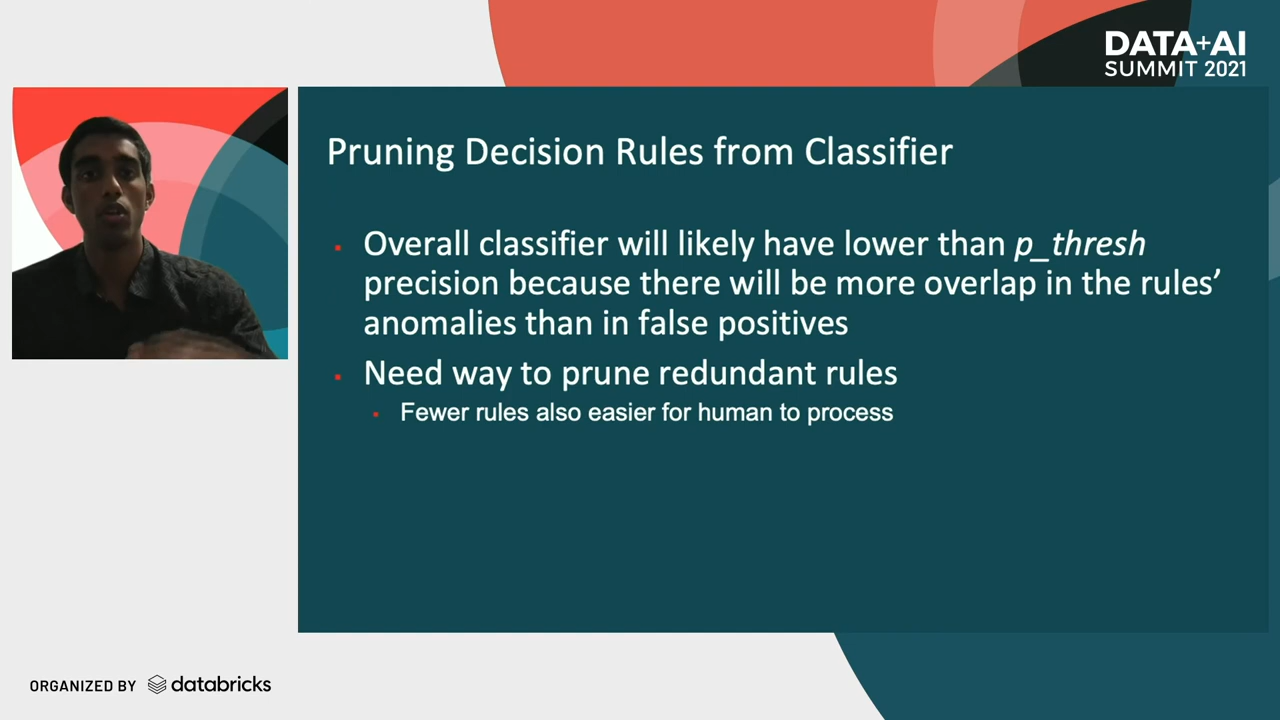 DATA+AI
SUMMIT 2021
Pruning Decision Rules from Classifier
▪ Overall classifier will likely have lower than p_thresh
precision because there will be more overlap in the rules’
anomalies than in false positives
▪ Need way to prune redundant rules
▪ Fewer rules also easier for human to process
ORGANIZED BY databricks